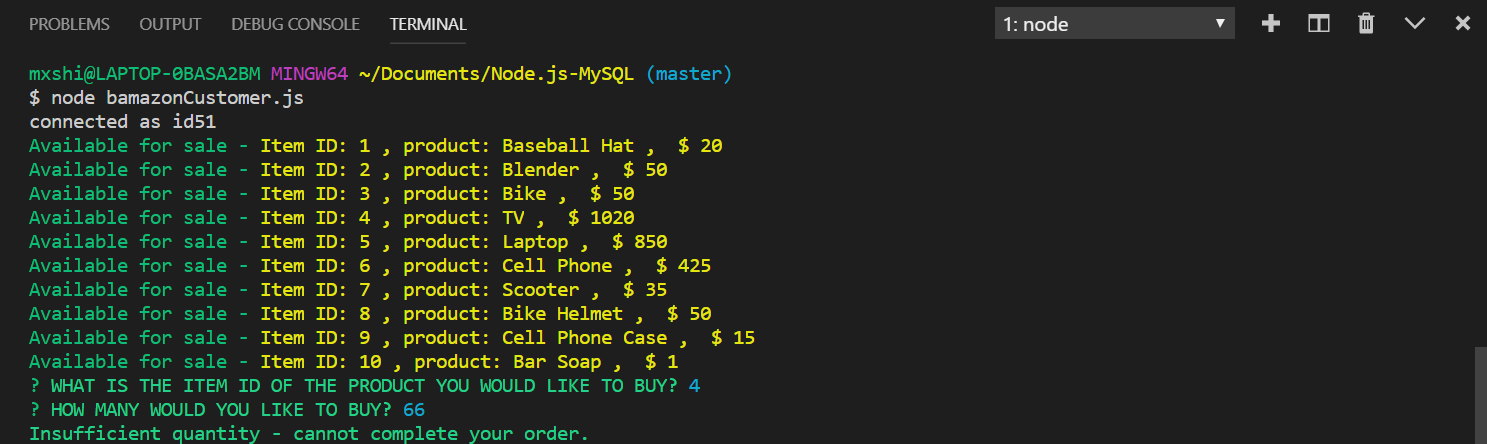 PROBLEMS OUTPUT DEBUG CONSOLE TERMINAL 1: node
mxshi@LAPTOP-0BASA2BM MINGW64 ~/Documents/Node.js-MySQL (master)
$ node bamazonCustomer.js
connected as id51
Available for sale - Item ID: 1 , product: Baseball Hat ,  $ 20
Available for sale - Item ID: 2 , product: Blender ,  $ 50
Available for sale - Item ID: 3 , product: Bike ,  $ 50
Available for sale - Item ID: 4 , product: TV ,  $ 1020
Available for sale - Item ID: 5 , product: Laptop ,  $ 850
Available for sale - Item ID: 6 , product: Cell Phone ,  $ 425
Available for sale - Item ID: 7 , product: Scooter ,  $ 35
Available for sale - Item ID: 8 , product: Bike Helmet ,  $ 50
Available for sale - Item ID: 9 , product: Cell Phone Case ,  $ 15
Available for sale - Item ID: 10 , product: Bar Soap ,  $ 1
? WHAT IS THE ITEM ID OF THE PRODUCT YOU WOULD LIKE TO BUY? 4
? HOW MANY WOULD YOU LIKE TO BUY? 66
Insufficient quantity - cannot complete your order.